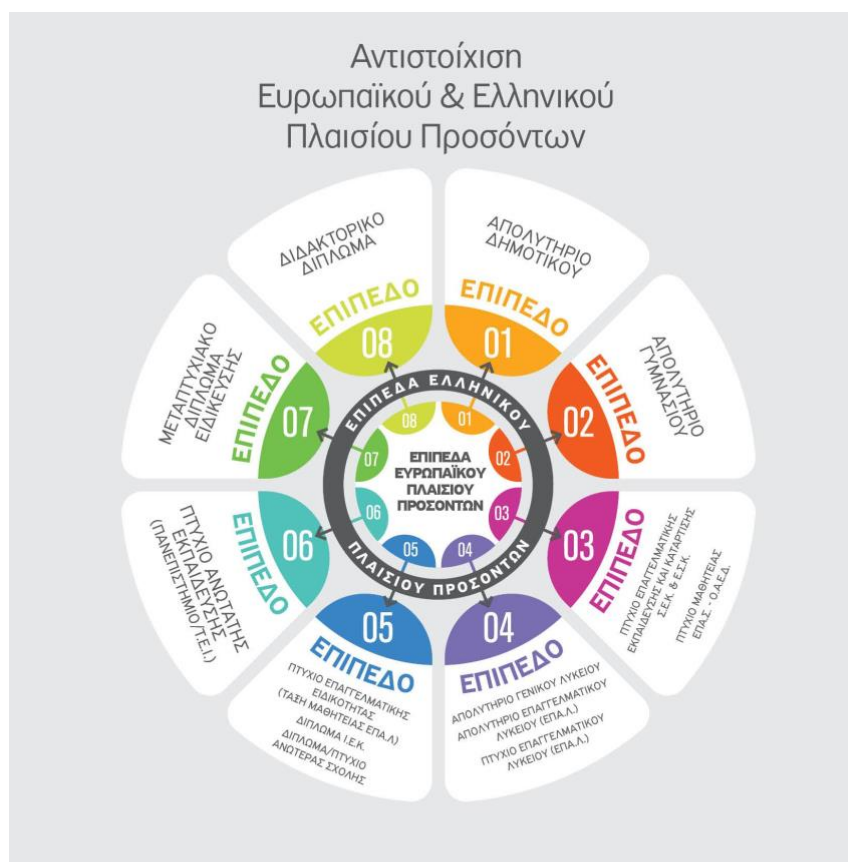 Αντιστοίχιση
Ευρωπαϊκού & Ελληνικού
Πλαισίου Προσόντων
ΑΠΟΛΥΤΗΡΙΟ
ΔΗΜΟΤΙΚΟΥ
ΕΠΙΠΕΔΟ
01
ΑΠΟΛΥΤΗΡΙΟ
ΓΥΜΝΑΣΙΟΥ
ΕΠΙΠΕΔΟ
02
ΕΠΙΠΕΔΟ
03
ΠΤΥΧΙΟ ΕΠΑΓΓΕΛΜΑΤΙΚΗΣ
ΕΚΠΑΙΔΕΥΣΗΣ ΚΑΙ ΚΑΤΑΡΤΙΣΗΣ
Σ.Ε.Κ. & Ε.Σ.Κ.
ΠΤΥΧΙΟ ΜΑΘΗΤΕΙΑΣ
ΕΠΑ.Σ. - Ο.Α.Ε.Δ.
04
ΕΠΙΠΕΔΟ
ΑΠΟΛΥΤΗΡΙΟ ΓΕΝΙΚΟΥ ΛΥΚΕΙΟΥ
ΑΠΟΛΥΤΗΡΙΟ ΕΠΑΓΓΕΛΜΑΤΙΚΟΥ
ΛΥΚΕΙΟΥ (ΕΠΑ.Λ.)
ΠΤΥΧΙΟ ΕΠΑΓΓΕΛΜΑΤΙΚΟΥ
ΛΥΚΕΙΟΥ (ΕΠΑ.Λ.)
05
ΕΠΙΠΕΔΟ
ΠΤΥΧΙΟ ΕΠΑΓΓΕΛΜΑΤΙΚΗΣ
ΕΙΔΙΚΟΤΗΤΑΣ
(ΤΑΞΗ ΜΑΘΗΤΕΙΑΣ ΕΠΑ.Λ)
ΔΙΠΛΩΜΑ Ι.Ε.Κ.
ΔΙΠΛΩΜΑ/ΠΤΥΧΙΟ
ΑΝΩΤΕΡΑΣ ΣΧΟΛΗΣ
ΠΤΥΧΙΟ ΑΝΩΤΑΤΗΣ
ΕΚΠΑΙΔΕΥΣΗΣ
(ΠΑΝΕΠΙΣΤΗΜΙΟ/Τ.Ε.Ι.)
ΕΠΙΠΕΔΟ
06
ΜΕΤΑΠΤΥΧΙΑΚΟ
ΔΙΠΛΩΜΑ
ΕΙΔΙΚΕΥΣΗΣ
ΕΠΙΠΕΔΟ
07
ΔΙΔΑΚΤΟΡΙΚΟ
ΔΙΠΛΩΜΑ
ΕΠΙΠΕΔΟ
08
ΕΠΙΠΕΔΑ ΕΛΛΗΝΙΚΟΥ
ΠΛΑΙΣΙΟΥ ΠΡΟΣΟΝΤΩΝ
01
02
03
04
05
06
07
08
ΕΠΙΠΕΔΑ
ΕΥΡΩΠΑΪΚΟΥ
ΠΛΑΙΣΙΟΥ
ΠΡΟΣΟΝΤΩΝ